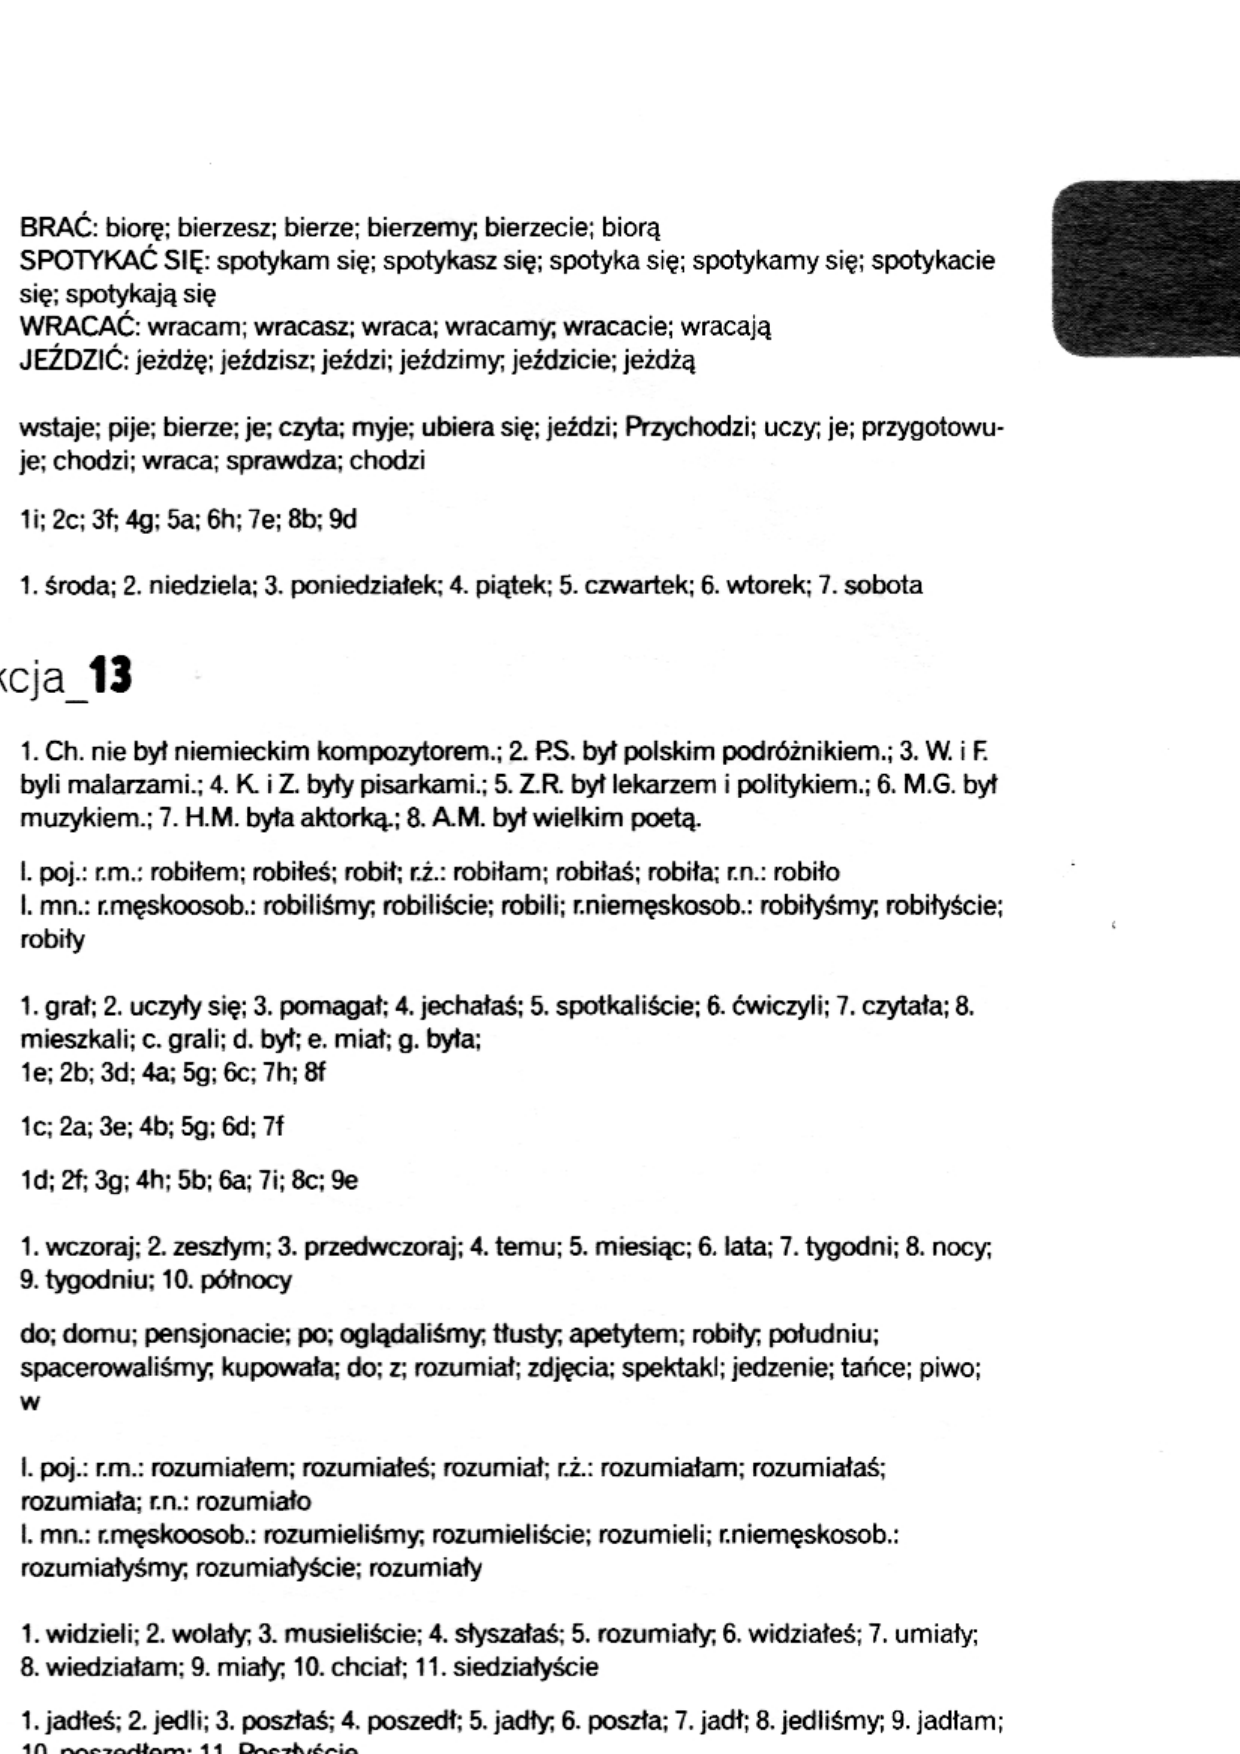 BRAĆ: biorę; bierzesz; bierze; bierzemy; bierzecie; biorą
SPOTYKAĆ SIĘ: spotykam się; spotykasz się; spotyka się; spotykamy się; spotykacie
się; spotykają się
WRACAĆ: wracam; wracasz; wraca; wracamy; wracacie; wracają
JEŹDZIĆ: jeżdżę; jeździsz; jeździ; jeździmy; jeździcie; jeżdżą
wstaje; pije; bierze; je; czyta; myje; ubiera się; jeździ; Przychodzi; uczy; je; przygotowu-
je; chodzi; wraca; sprawdza; chodzi
1i; 2c; 3f; 4g; 5a; 6h; 7e; 8b; 9d
1. środa; 2. niedziela; 3. poniedziałek; 4. piątek; 5. czwartek; 6. wtorek; 7. sobota
kcja_13
1. Ch. nie był niemieckim kompozytorem.; 2. P.S. był polskim podróżnikiem.; 3. W. i F.
byli malarzami.; 4. K. i Z. były pisarkami.; 5. Z.R. był lekarzem i politykiem.; 6. M.G. był
muzykiem.; 7. H.M. była aktorką.; 8. A.M. był wielkim poetą.
l. poj.: r.m.: robiłem; robiłeś; robił; r.ż.: robiłam; robiłaś; robiła; r.n.: robiło
l. mn.: r.męskoosob.: robiliśmy; robiliście; robili; r.niemęskosob.: robiłyśmy; robiłyście;
robiły
1. grał; 2. uczyły się; 3. pomagał; 4. jechałaś; 5. spotkaliście; 6. ćwiczyli; 7. czytała; 8.
mieszkali; c. grali; d. był; e. miał; g. była;
1e; 2b; 3d; 4a; 5g; 6c; 7h; 8f
1c; 2a; 3e; 4b; 5g; 6d; 7f
1d; 2f; 3g; 4h; 5b; 6a; 7i; 8c; 9e
1. wczoraj; 2. zeszłym; 3. przedwczoraj; 4. temu; 5. miesiąc; 6. lata; 7. tygodni; 8. nocy;
9. tygodniu; 10. północy
do; domu; pensjonacie; po; oglądaliśmy; tłusty; apetytem; robiły; południu;
spacerowaliśmy; kupowała; do; z; rozumiał; zdjęcia; spektakl; jedzenie; tańce; piwo;
w
l. poj.: r.m.: rozumiałem; rozumiałeś; rozumiał; r.ż.: rozumiałam; rozumiałaś;
rozumiała; r.n.: rozumiało
l. mn.: r.męskoosob.: rozumieliśmy; rozumieliście; rozumieli; r.niemęskosob.:
rozumiałyśmy; rozumiałyście; rozumiały
1. widzieli; 2. wolały; 3. musieliście; 4. słyszałaś; 5. rozumiały; 6. widziałeś; 7. umiały;
8. wiedziałam; 9. miały; 10. chciał; 11. siedziałyście
1. jadłeś; 2. jedli; 3. poszłaś; 4. poszedł; 5. jadły; 6. poszła; 7. jadł; 8. jedliśmy; 9. jadłam;
10. poszedłem; 11. Poszłyście